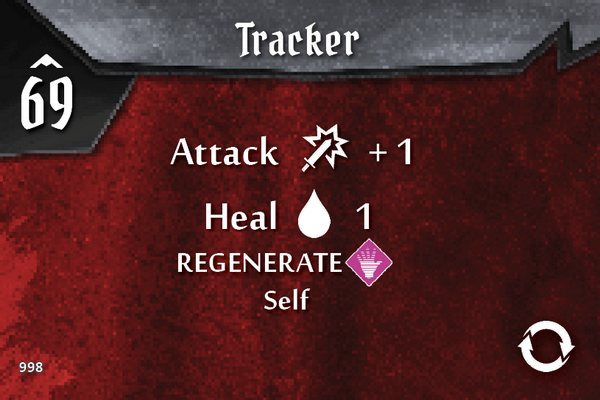 Tracker
69
Attack + 1
Heal 1
REGENERATE
Self
998